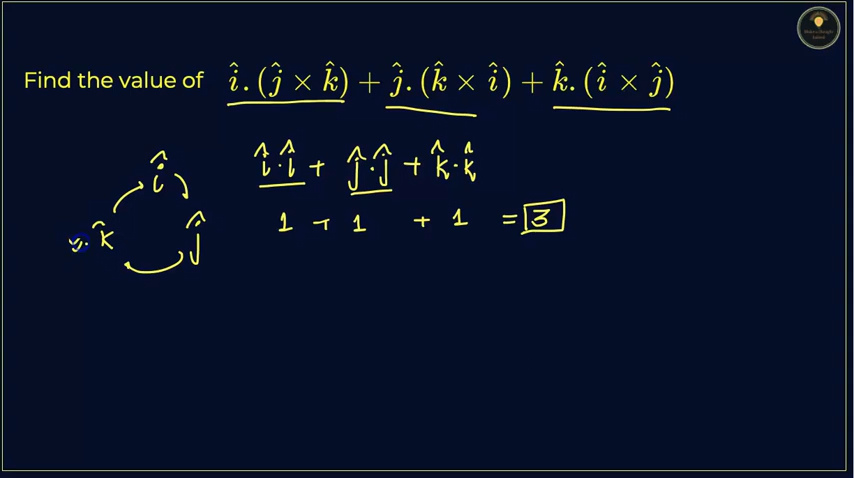 Find the value of î . (ĵ × k̂) + ĵ . (k̂ × î) + k̂ . (î × ĵ)
î · î + ĵ · ĵ + k̂ · k̂
1 + 1 + 1 = 3
î
k̂
ĵ